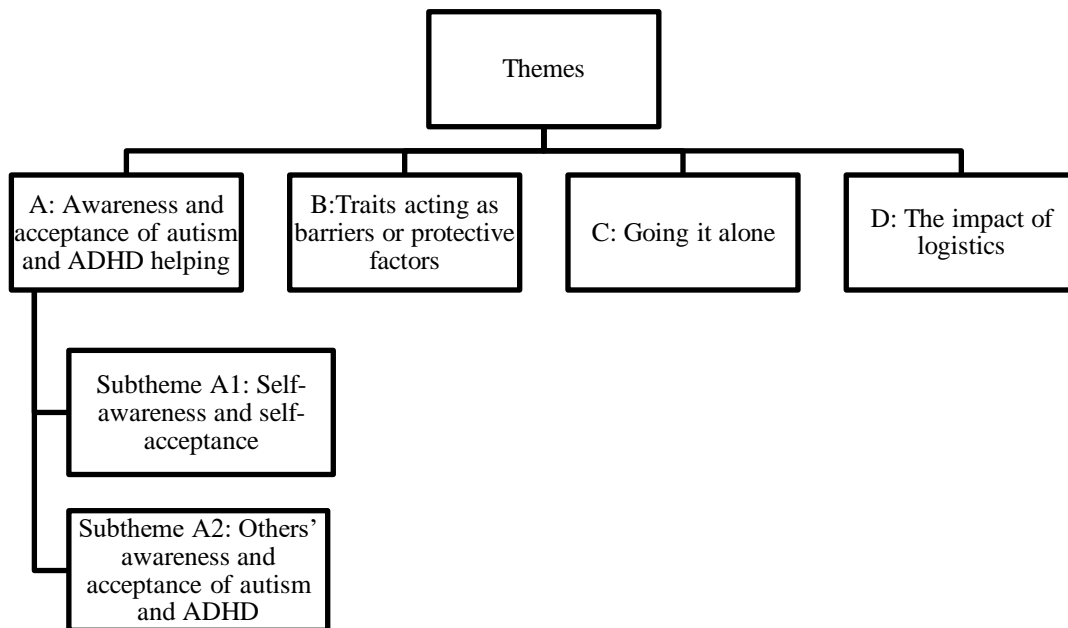 Themes
A: Awareness and
acceptance of autism
and ADHD helping
B:Traits acting as
barriers or protective
factors
C: Going it alone
D: The impact of
logistics
Subtheme A1: Self-
awareness and self-
acceptance
Subtheme A2: Others’
awareness and
acceptance of autism
and ADHD